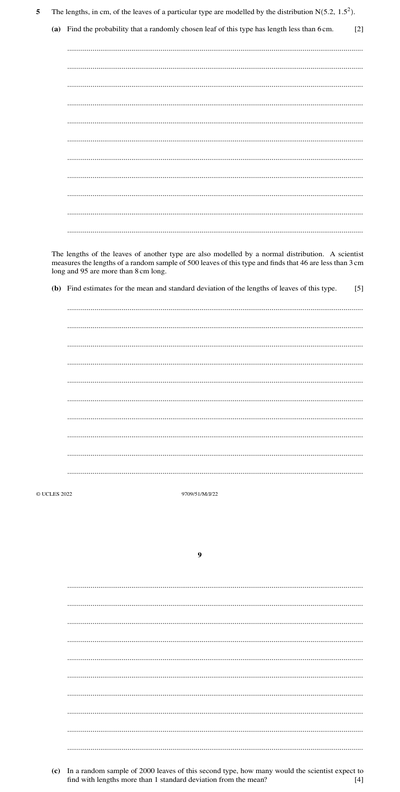 5 The lengths, in cm, of the leaves of a particular type are modelled by the distribution N(5.2, 1.5²).
(a) Find the probability that a randomly chosen leaf of this type has length less than 6 cm. [2]
The lengths of the leaves of another type are also modelled by a normal distribution. A scientist
measures the lengths of a random sample of 500 leaves of this type and finds that 46 are less than 3 cm
long and 95 are more than 8 cm long.
(b) Find estimates for the mean and standard deviation of the lengths of leaves of this type. [5]
© UCLES 2022 9709/51/M/J/22
9
(c) In a random sample of 2000 leaves of this second type, how many would the scientist expect to
find with lengths more than 1 standard deviation from the mean? [4]